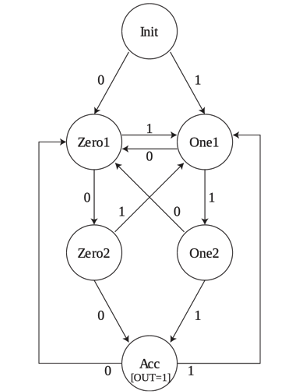 Init
0 1
Zero1 1 One1
0
0 1
1 0
Zero2 One2
0 1
Acc
[OUT=1]
0 1